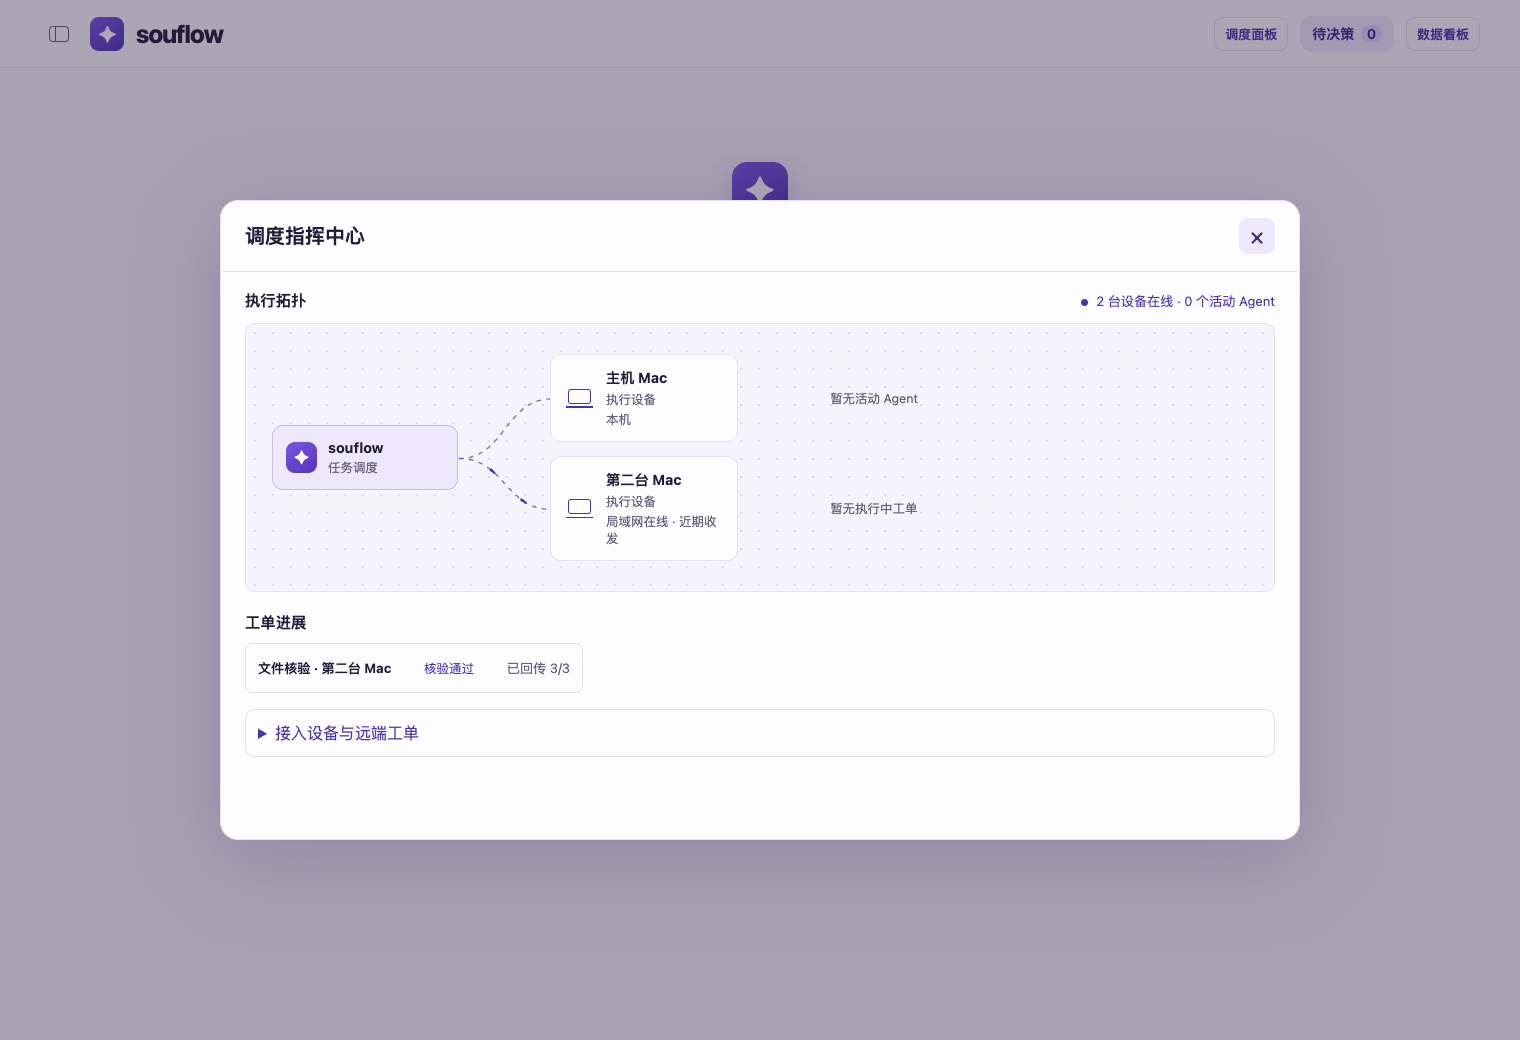 souflow
调度面板
待决策 0
数据看板
调度指挥中心
×
执行拓扑
2 台设备在线 · 0 个活动 Agent
souflow
任务调度
主机 Mac
执行设备
本机
暂无活动 Agent
第二台 Mac
执行设备
局域网在线 · 近期收
发
暂无执行中工单
工单进展
文件核验 · 第二台 Mac 核验通过 已回传 3/3
接入设备与远端工单